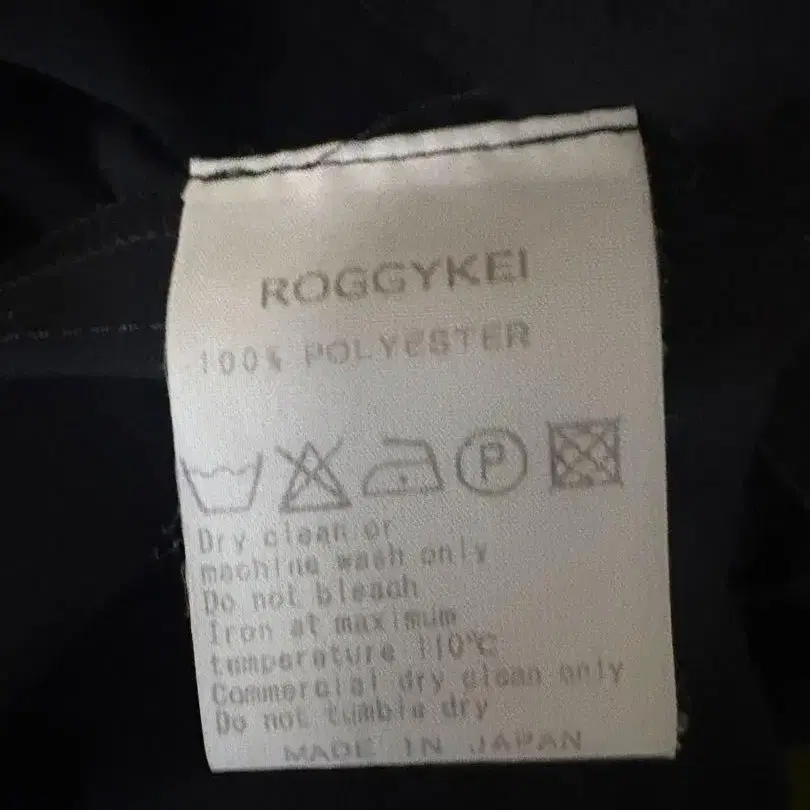 ROGGYKEI
100% POLYESTER
P
Dry clean or
machine wash only
Do not bleach
Iron at maximum
temperature 110℃
Commercial dry clean only
Do not tumble dry
MADE IN JAPAN